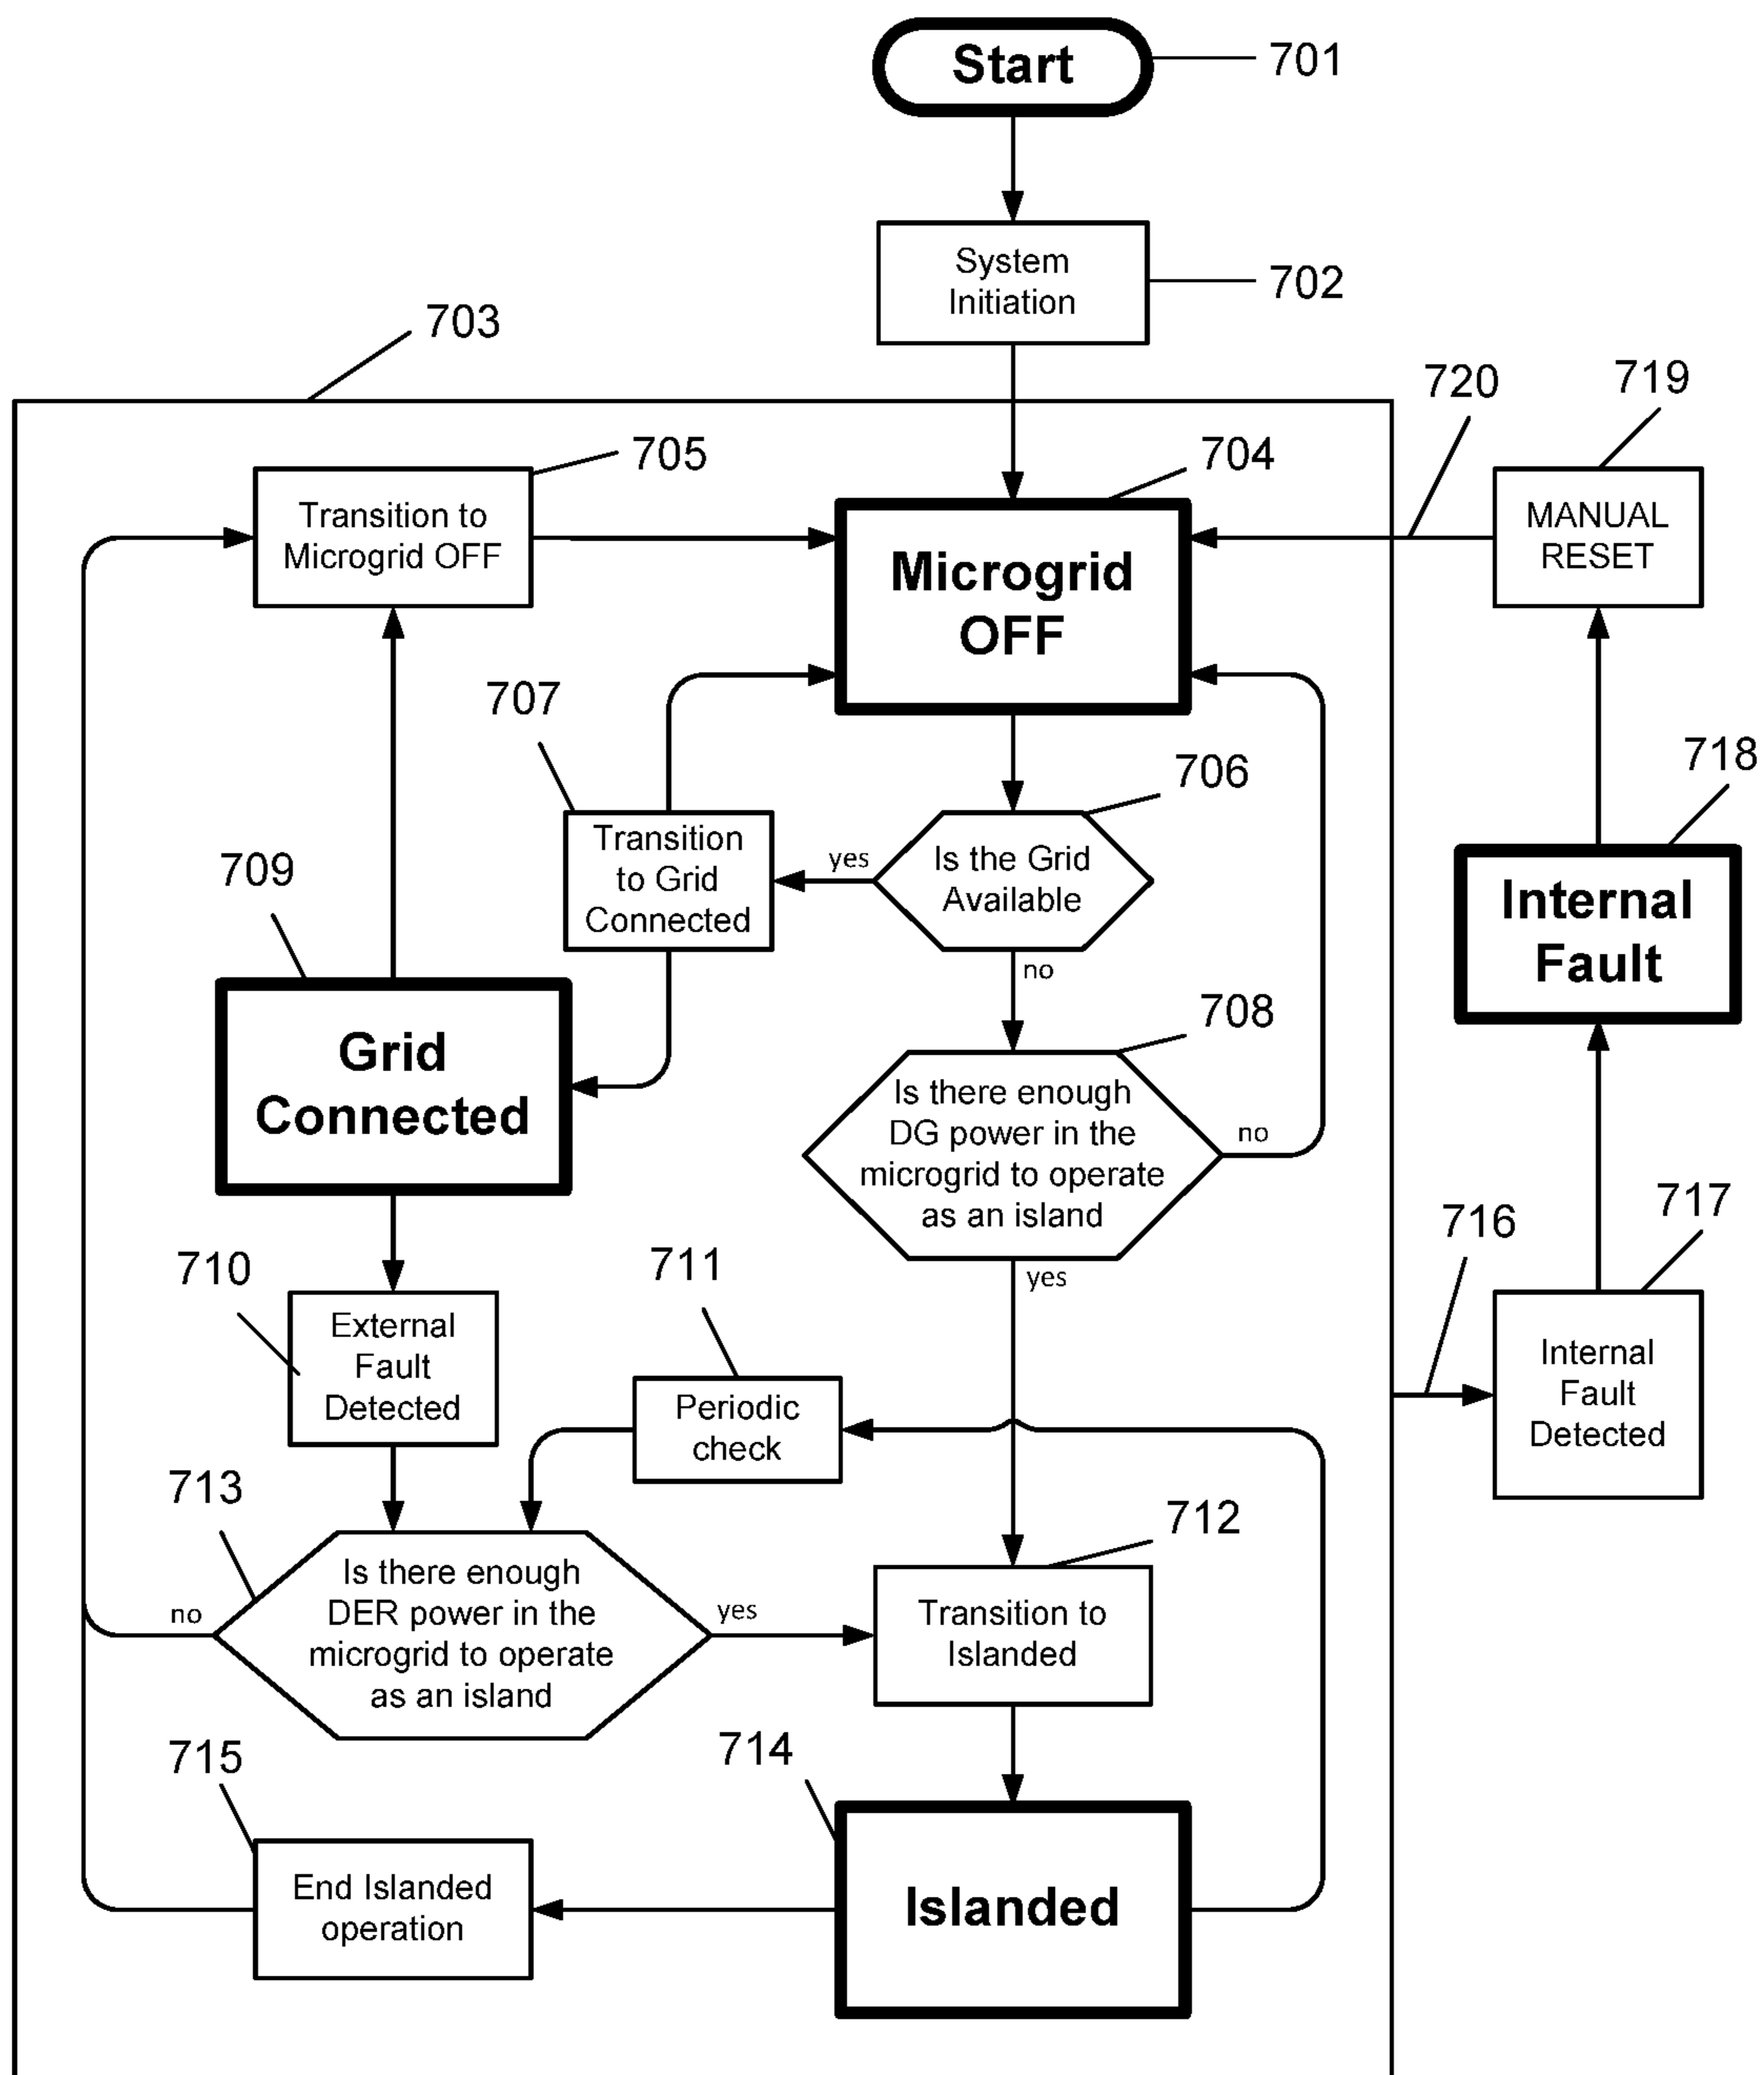 Start
701
System
Initiation
702
703
720
719
705
704
Transition to
Microgrid OFF
Microgrid
OFF
MANUAL
RESET
707
706
718
Transition
to Grid
Connected
yes
Is the Grid
Available
no
709
Internal
Fault
Grid
Connected
708
Is there enough
DG power in the
microgrid to operate
as an island
no
yes
710
External
Fault
Detected
711
Periodic
check
716
717
Internal
Fault
Detected
713
Is there enough
DER power in the
microgrid to operate
as an island
no
yes
712
Transition to
Islanded
715
End Islanded
operation
714
Islanded